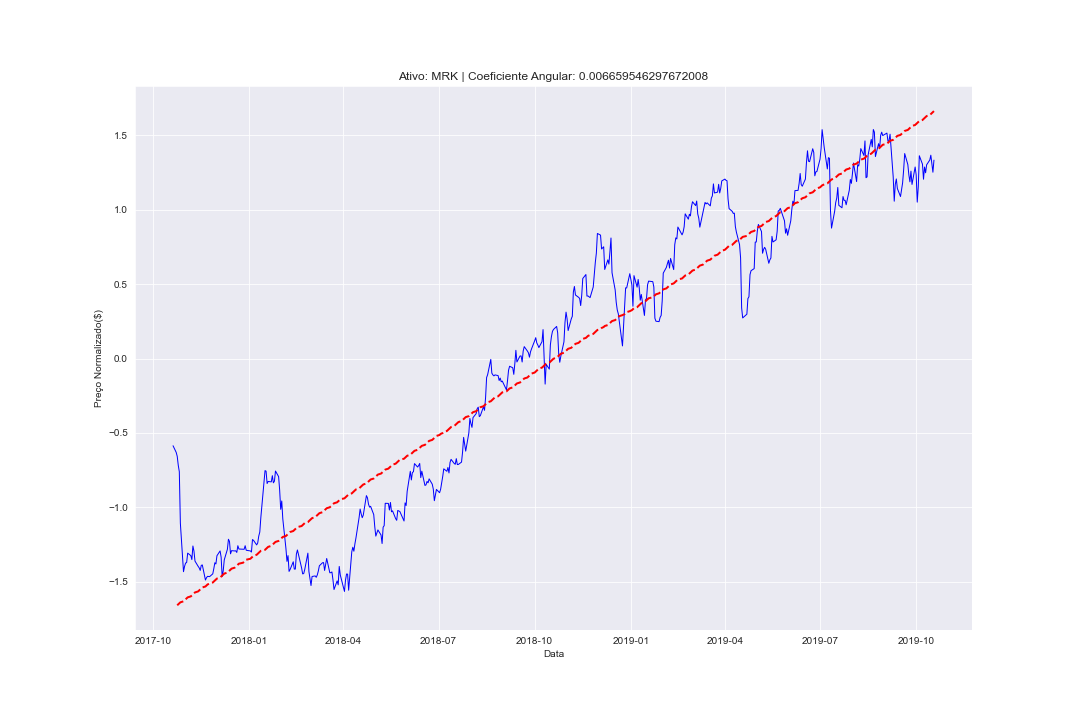 Ativo: MRK | Coeficiente Angular: 0.006659546297672008
1.5
1.0
0.5
0.0
−0.5
−1.0
−1.5
Preço Normalizado($)
2017-10 2018-01 2018-04 2018-07 2018-10 2019-01 2019-04 2019-07 2019-10
Data